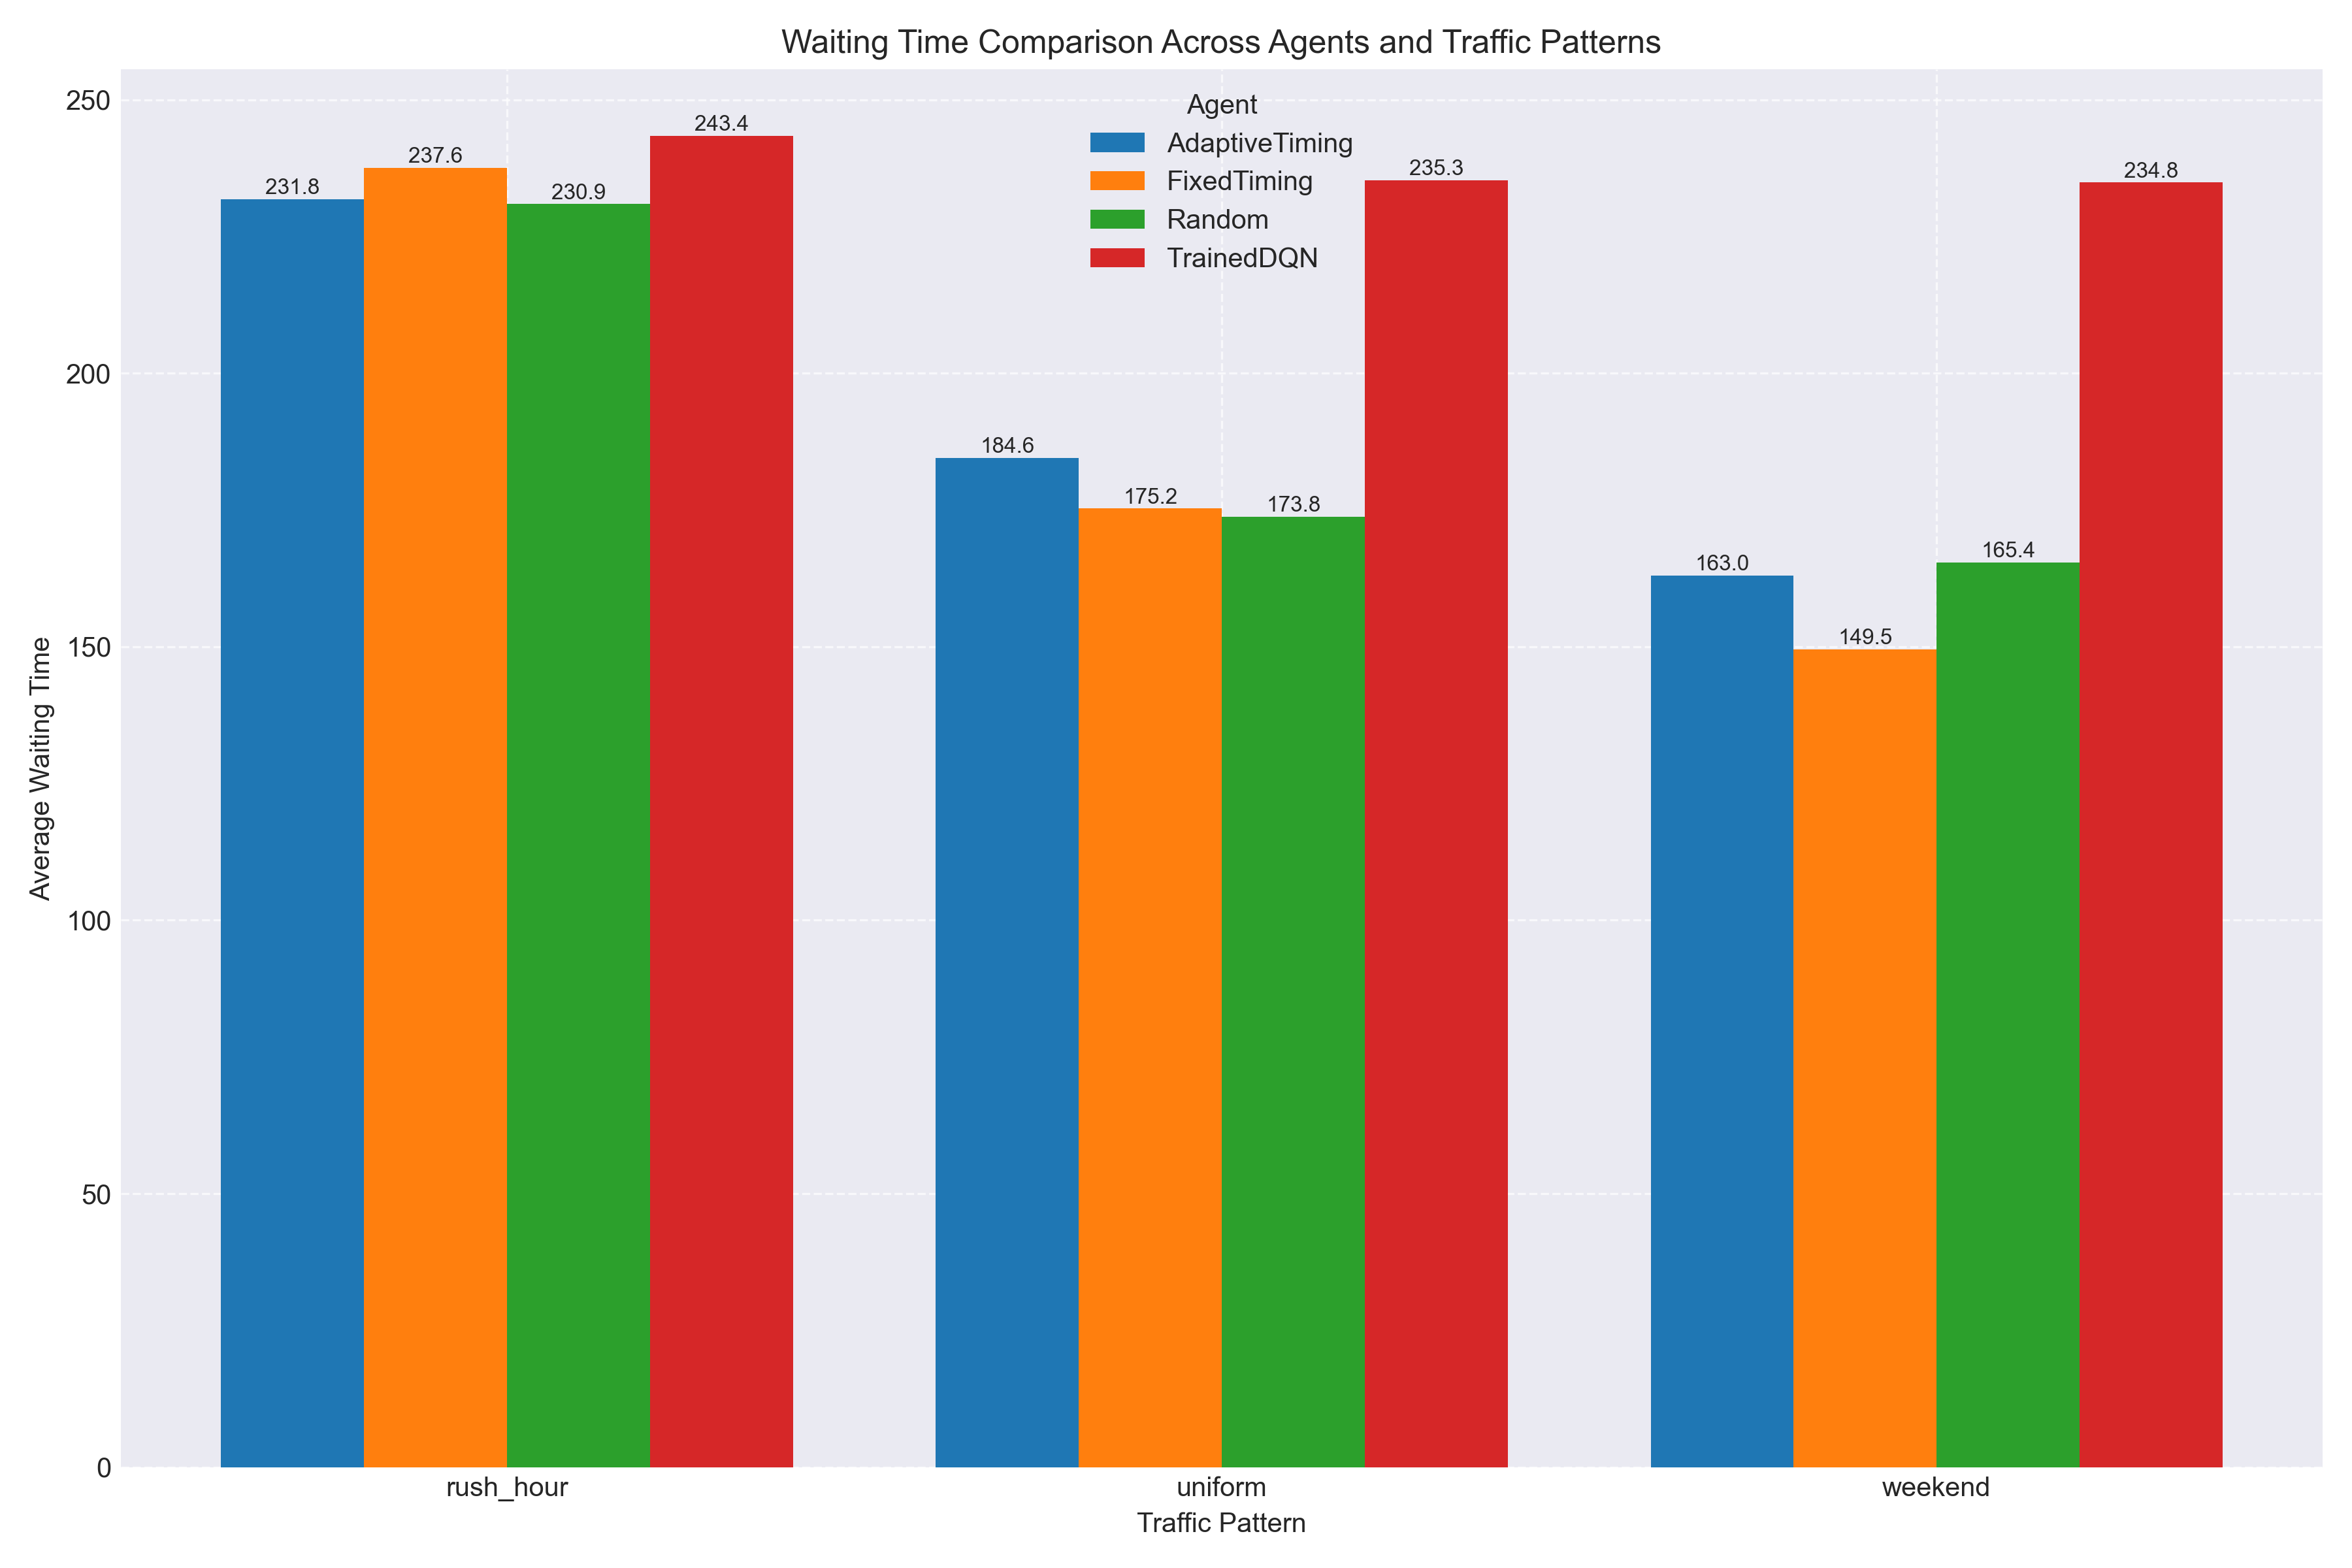 Waiting Time Comparison Across Agents and Traffic Patterns
Average Waiting Time
250
200
150
100
50
0
Agent
AdaptiveTiming
FixedTiming
Random
TrainedDQN
231.8
237.6
230.9
243.4
184.6
175.2
173.8
235.3
163.0
149.5
165.4
234.8
rush_hour
uniform
weekend
Traffic Pattern